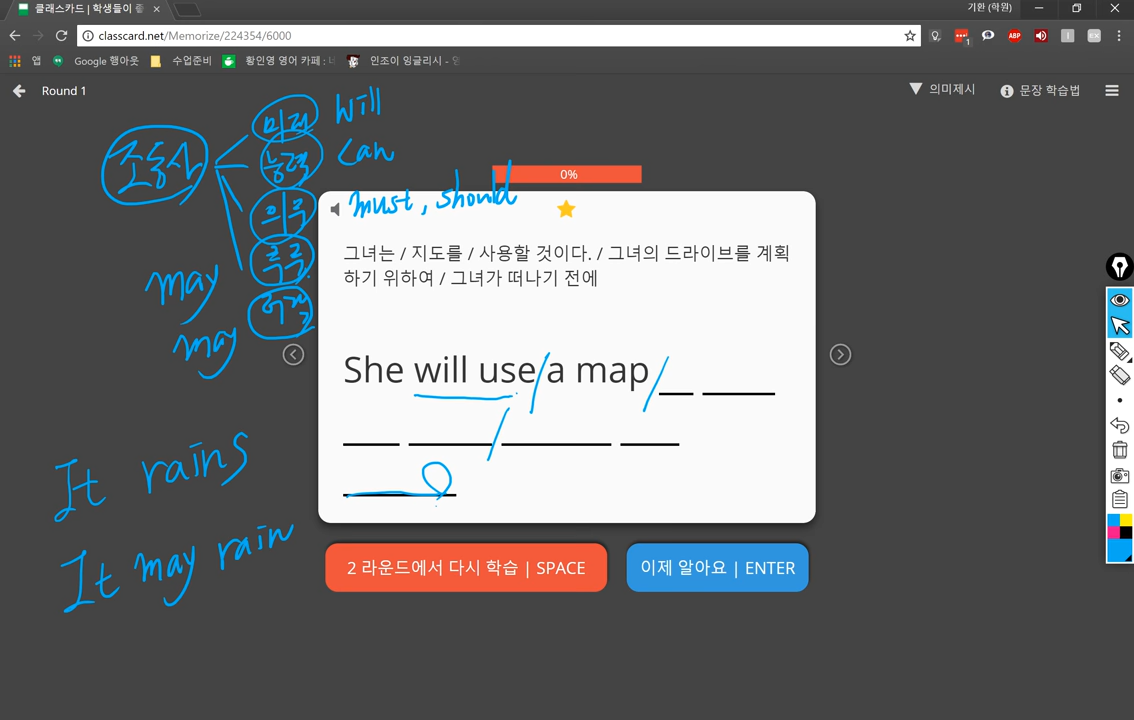 클래스카드 | 학생들이 즐
기환 (학원)
classcard.net/Memorize/224354/6000
앱 Google 행아웃 수업준비 황인영 영어 카페 : 네 인조이 잉글리시 - 영
Round 1
의미제시
문장 학습법
조동사
미래 will
능력 can
의무 must, should
추측 may
허락 may
0%
그녀는 / 지도를 / 사용할 것이다. / 그녀의 드라이브를 계획
하기 위하여 / 그녀가 떠나기 전에
She will use / a map /
It rains
It may rain
2 라운드에서 다시 학습 | SPACE
이제 알아요 | ENTER